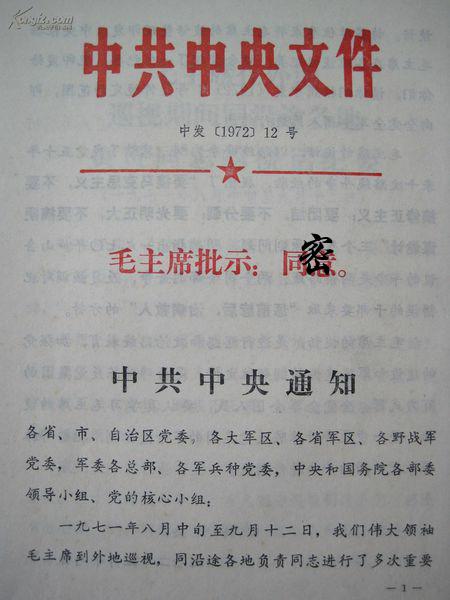 kongfz.com
中共中央文件
中发〔1972〕12号
毛主席批示：同意。
密
中共中央通知
各省、市、自治区党委，各大军区、各省军区、各野战军
党委，军委各总部、各军兵种党委，中央和国务院各部委
领导小组、党的核心小组：
一九七一年八月中旬至九月十二日，我们伟大领袖
毛主席到外地巡视，同沿途各地负责同志进行了多次重要
— 1 —